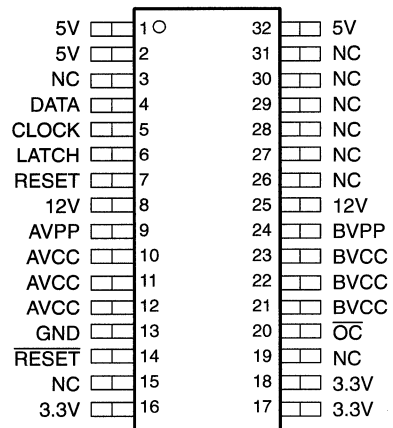 5V 1 32 5V
5V 2 31 NC
NC 3 30 NC
DATA 4 29 NC
CLOCK 5 28 NC
LATCH 6 27 NC
RESET 7 26 NC
12V 8 25 12V
AVPP 9 24 BVPP
AVCC 10 23 BVCC
AVCC 11 22 BVCC
AVCC 12 21 BVCC
GND 13 20 O̅C̅
R̅E̅S̅E̅T̅ 14 19 NC
NC 15 18 3.3V
3.3V 16 17 3.3V